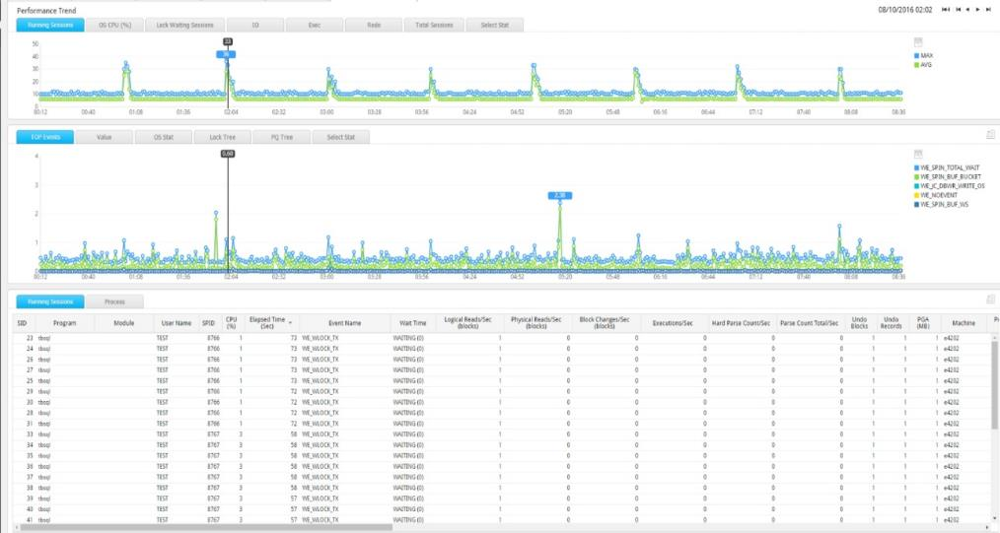 Performance Trend
08/10/2016 02:02
Running Sessions OS CPU (%) Lock Waiting Sessions IO Exec Redo Total Sessions Select Stat
50
40
30
20
10
0
33
36
MAX
AVG
00:12 00:40 01:08 01:36 02:04 02:32 03:00 03:28 03:56 04:24 04:52 05:20 05:48 06:16 06:44 07:12 07:40 08:08 08:36
TOP Events Value OS Stat Lock Tree PQ Tree Select Stat
4
3
2
1
0
0.60
2.38
WE_SPIN_TOTAL_WAIT
WE_SPIN_BUF_BUCKET
WE_JC_DBWR_WRITE_OS
WE_NOEVENT
WE_SPIN_BUF_WS
00:12 00:40 01:08 01:36 02:04 02:32 03:00 03:28 03:56 04:24 04:52 05:20 05:48 06:16 06:44 07:12 07:40 08:08 08:36
Running Sessions Process
SID Program Module User Name SPID CPU (%) Elapsed Time (Sec) Event Name Wait Time Logical Reads/Sec (blocks) Physical Reads/Sec (blocks) Block Changes/Sec (blocks) Executions/Sec Hard Parse Count/Sec Parse Count Total/Sec Undo Blocks Undo Records PGA (MB) Machine
23 tbsql TEST 8766 1 73 WE_WLOCK_TX WAITING (0) 1 0 0 0 0 0 1 1 1 e4202
24 tbsql TEST 8766 1 73 WE_WLOCK_TX WAITING (0) 1 0 0 0 0 0 1 1 1 e4202
26 tbsql TEST 8766 1 73 WE_WLOCK_TX WAITING (0) 1 0 0 0 0 0 1 1 1 e4202
27 tbsql TEST 8766 1 73 WE_WLOCK_TX WAITING (0) 1 0 0 0 0 0 1 1 1 e4202
25 tbsql TEST 8766 1 73 WE_WLOCK_TX WAITING (0) 1 0 0 0 0 0 1 1 1 e4202
29 tbsql TEST 8766 1 72 WE_WLOCK_TX WAITING (0) 1 0 0 0 0 0 1 1 1 e4202
30 tbsql TEST 8766 1 72 WE_WLOCK_TX WAITING (0) 1 0 0 0 0 0 1 1 1 e4202
28 tbsql TEST 8766 1 72 WE_WLOCK_TX WAITING (0) 1 0 0 0 0 0 1 1 1 e4202
31 tbsql TEST 8766 1 72 WE_WLOCK_TX WAITING (0) 1 0 0 0 0 0 1 1 1 e4202
33 tbsql TEST 8767 3 58 WE_WLOCK_TX WAITING (0) 1 0 0 0 0 0 1 1 1 e4202
34 tbsql TEST 8767 3 58 WE_WLOCK_TX WAITING (0) 1 0 0 0 0 0 1 1 1 e4202
35 tbsql TEST 8767 3 58 WE_WLOCK_TX WAITING (0) 1 0 0 0 0 0 1 1 1 e4202
36 tbsql TEST 8767 3 58 WE_WLOCK_TX WAITING (0) 1 0 0 0 0 0 1 1 1 e4202
37 tbsql TEST 8767 3 58 WE_WLOCK_TX WAITING (0) 1 0 0 0 0 0 1 1 1 e4202
38 tbsql TEST 8767 3 58 WE_WLOCK_TX WAITING (0) 1 0 0 0 0 0 1 1 1 e4202
39 tbsql TEST 8767 3 57 WE_WLOCK_TX WAITING (0) 1 0 0 0 0 0 1 1 1 e4202
40 tbsql TEST 8767 3 57 WE_WLOCK_TX WAITING (0) 1 0 0 0 0 0 1 1 1 e4202
41 tbsql TEST 8767 3 57 WE_WLOCK_TX WAITING (0) 1 0 0 0 0 0 1 1 1 e4202